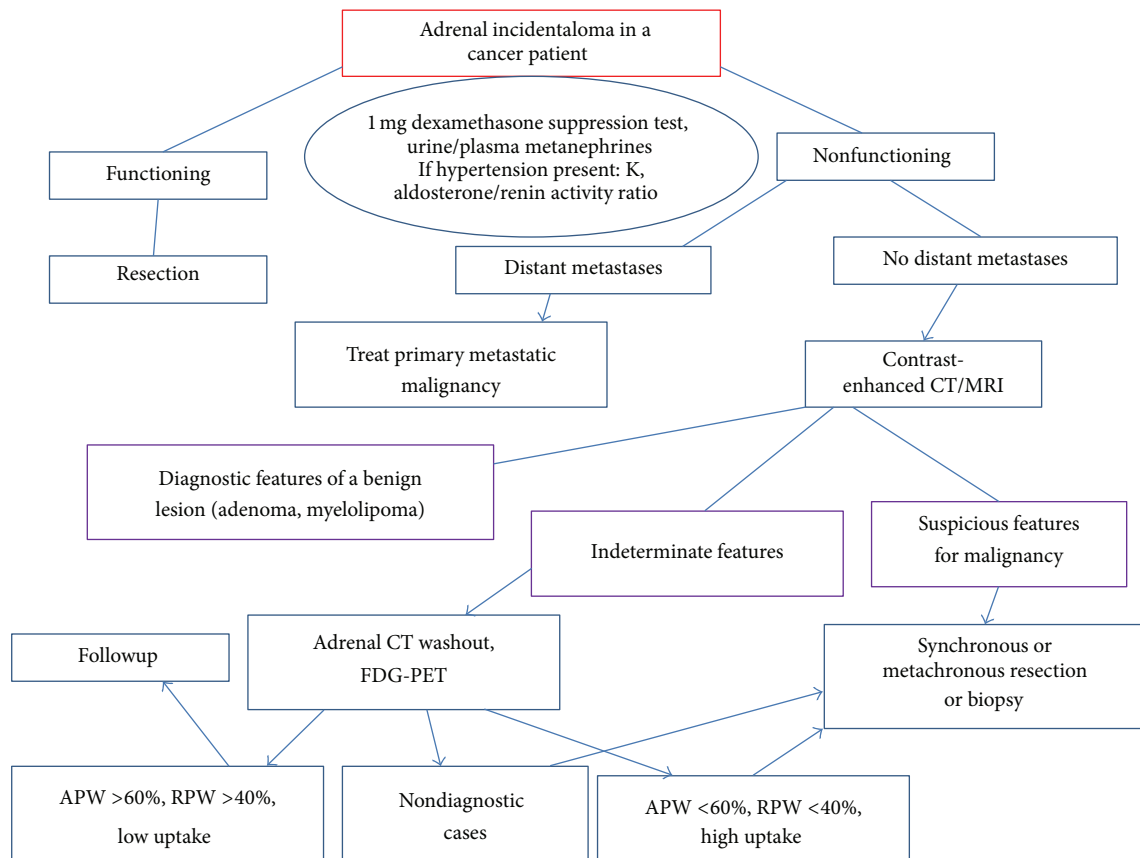 Adrenal incidentaloma in a
cancer patient
1 mg dexamethasone suppression test,
urine/plasma metanephrines
If hypertension present: K,
aldosterone/renin activity ratio
Functioning
Nonfunctioning
Resection
Distant metastases
No distant metastases
Treat primary metastatic
malignancy
Contrast-
enhanced CT/MRI
Diagnostic features of a benign
lesion (adenoma, myelolipoma)
Indeterminate features
Suspicious features
for malignancy
Followup
Adrenal CT washout,
FDG-PET
Synchronous or
metachronous resection
or biopsy
APW >60%, RPW >40%,
low uptake
Nondiagnostic
cases
APW <60%, RPW <40%,
high uptake